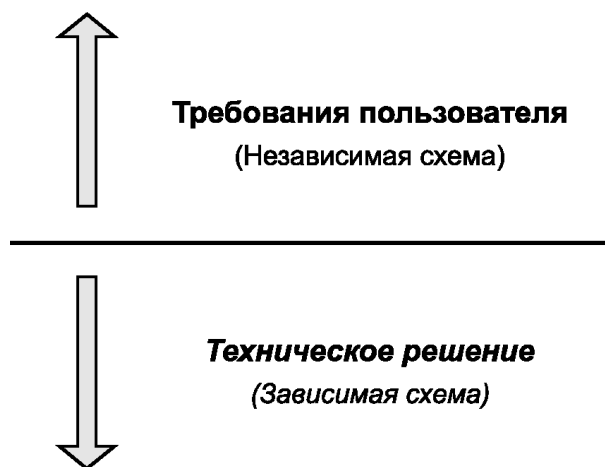 Требования пользователя
(Независимая схема)
Техническое решение
(Зависимая схема)